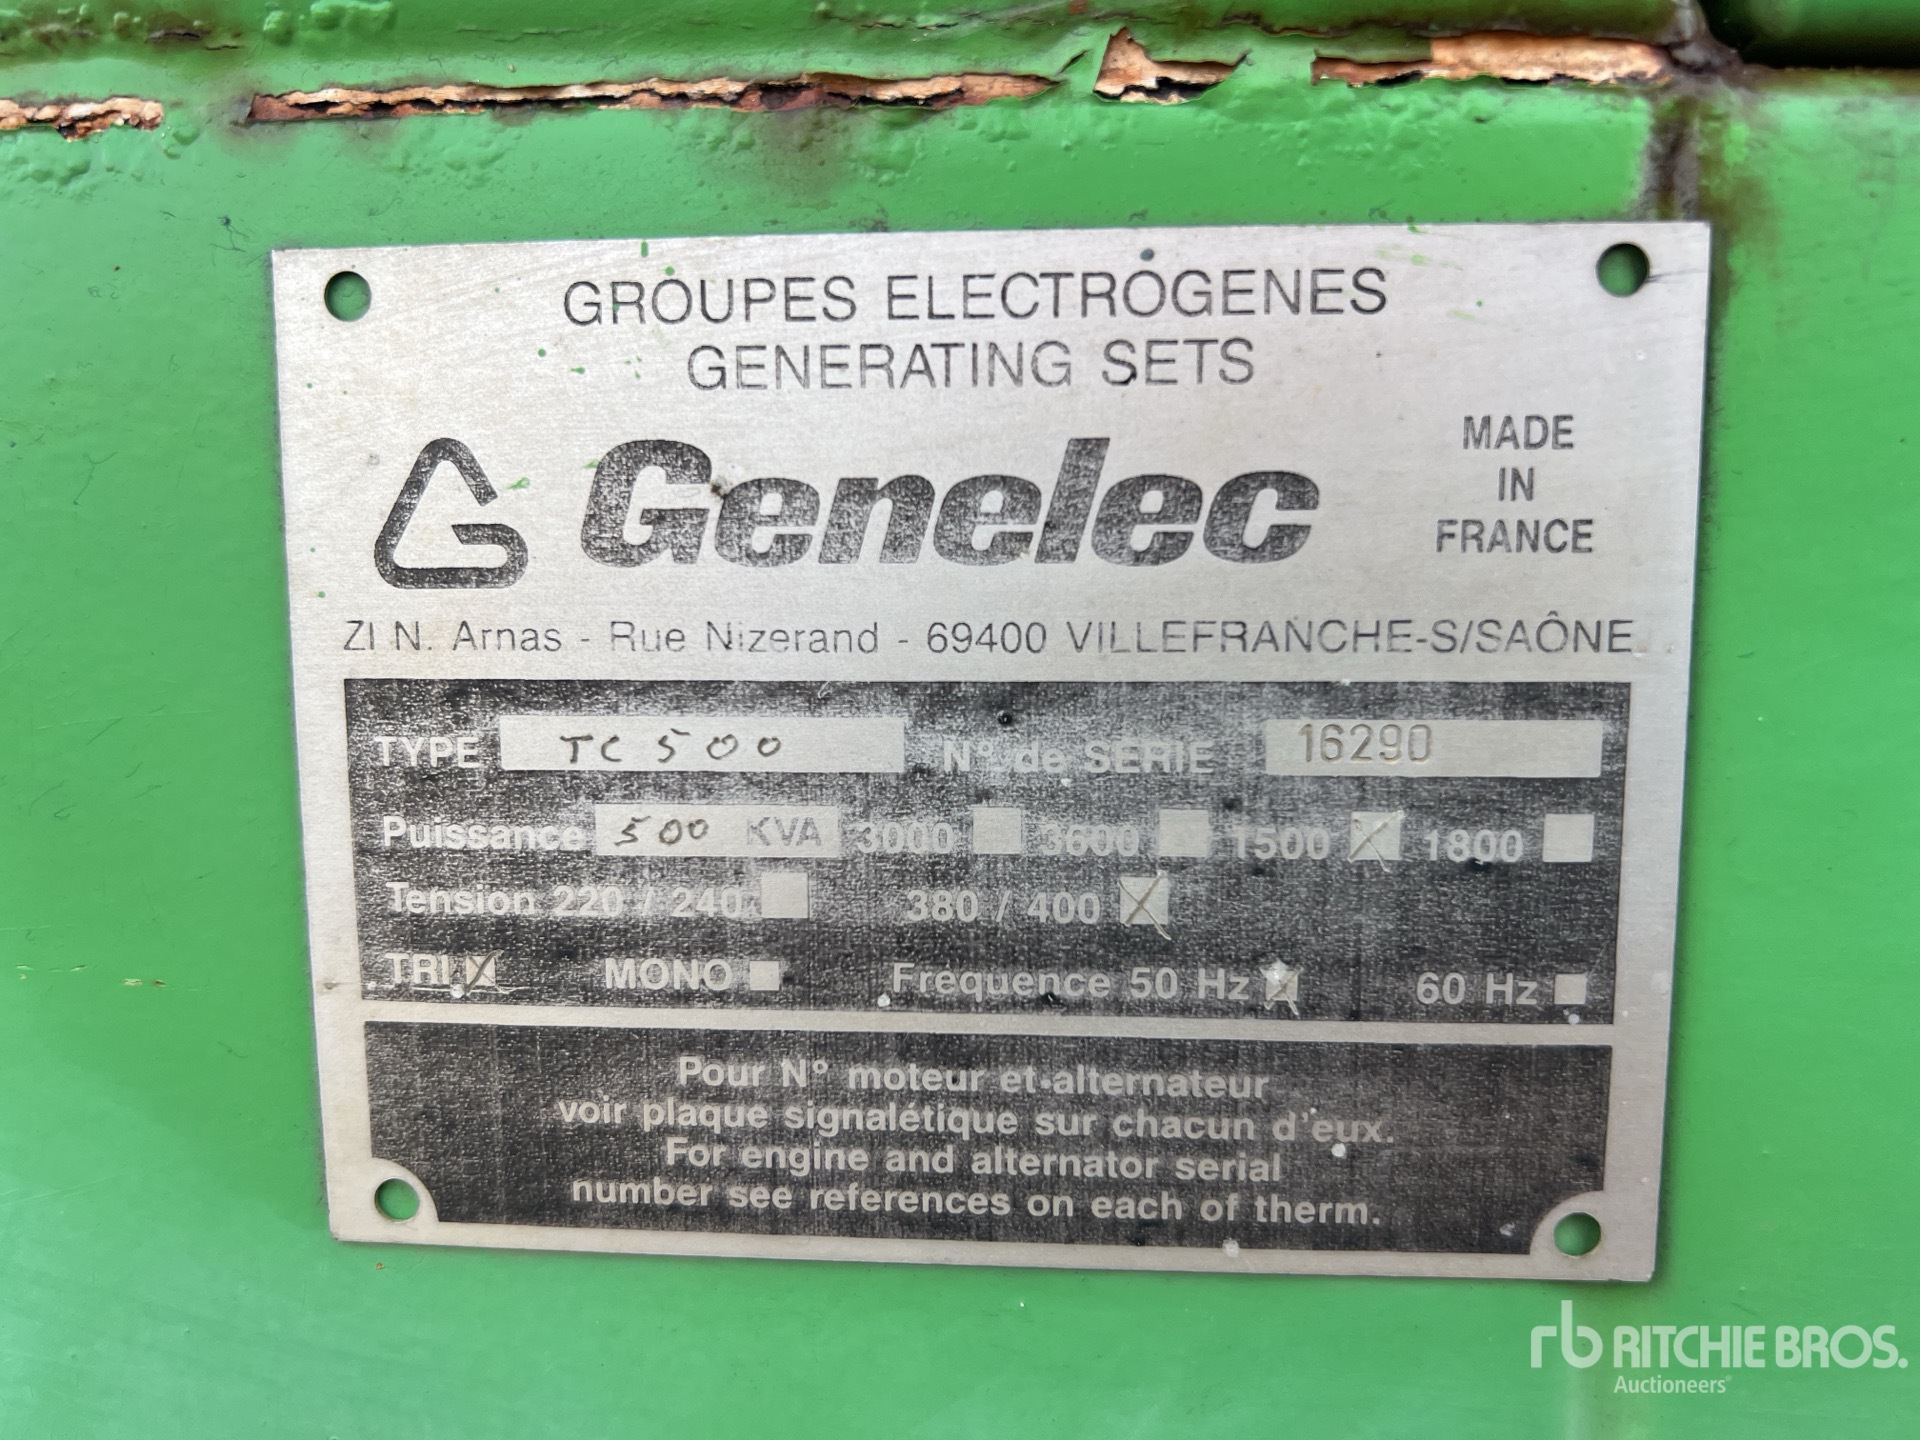 GROUPES ELECTROGENES
GENERATING SETS
Genelec
MADE
IN
FRANCE
ZI N. Arnas - Rue Nizerand - 69400 VILLEFRANCHE-S/SAÔNE
TYPE TC 500 N° de SERIE 16290
Puissance 500 KVA 3000 3600 1500 1800
Tension 220 / 240 380 / 400
TRI MONO Fréquence 50 Hz 60 Hz
Pour N° moteur et alternateur
voir plaque signalétique sur chacun d'eux.
For engine and alternator serial
number see references on each of therm.
rb RITCHIE BROS.
Auctioneers